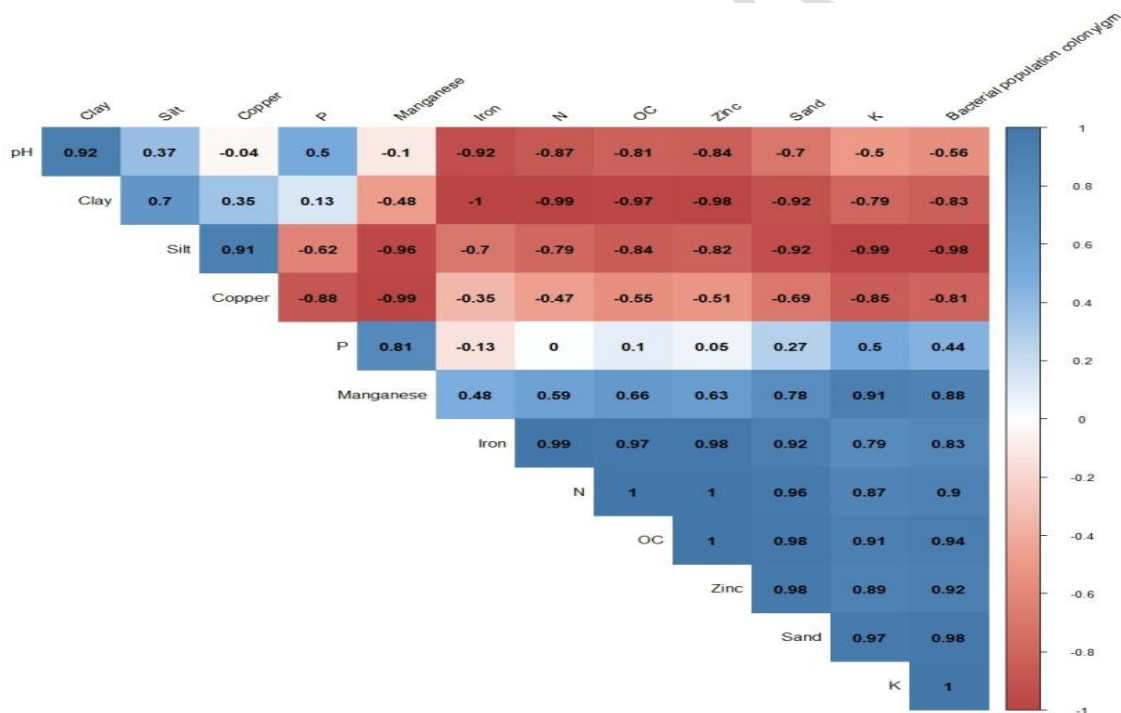 Clay Silt Copper P Manganese Iron N OC Zinc Sand K Bacterial population colony/gm
pH 0.92 0.37 -0.04 0.5 -0.1 -0.92 -0.87 -0.81 -0.84 -0.7 -0.5 -0.56
Clay 0.7 0.35 0.13 -0.48 -1 -0.99 -0.97 -0.98 -0.92 -0.79 -0.83
Silt 0.91 -0.62 -0.96 -0.7 -0.79 -0.84 -0.82 -0.92 -0.99 -0.98
Copper -0.88 -0.99 -0.35 -0.47 -0.55 -0.51 -0.69 -0.85 -0.81
P 0.81 -0.13 0 0.1 0.05 0.27 0.5 0.44
Manganese 0.48 0.59 0.66 0.63 0.78 0.91 0.88
Iron 0.99 0.97 0.98 0.92 0.79 0.83
N 1 1 0.96 0.87 0.9
OC 1 0.98 0.91 0.94
Zinc 0.98 0.89 0.92
Sand 0.97 0.98
K 1
1
0.8
0.6
0.4
0.2
0
-0.2
-0.4
-0.6
-0.8
-1